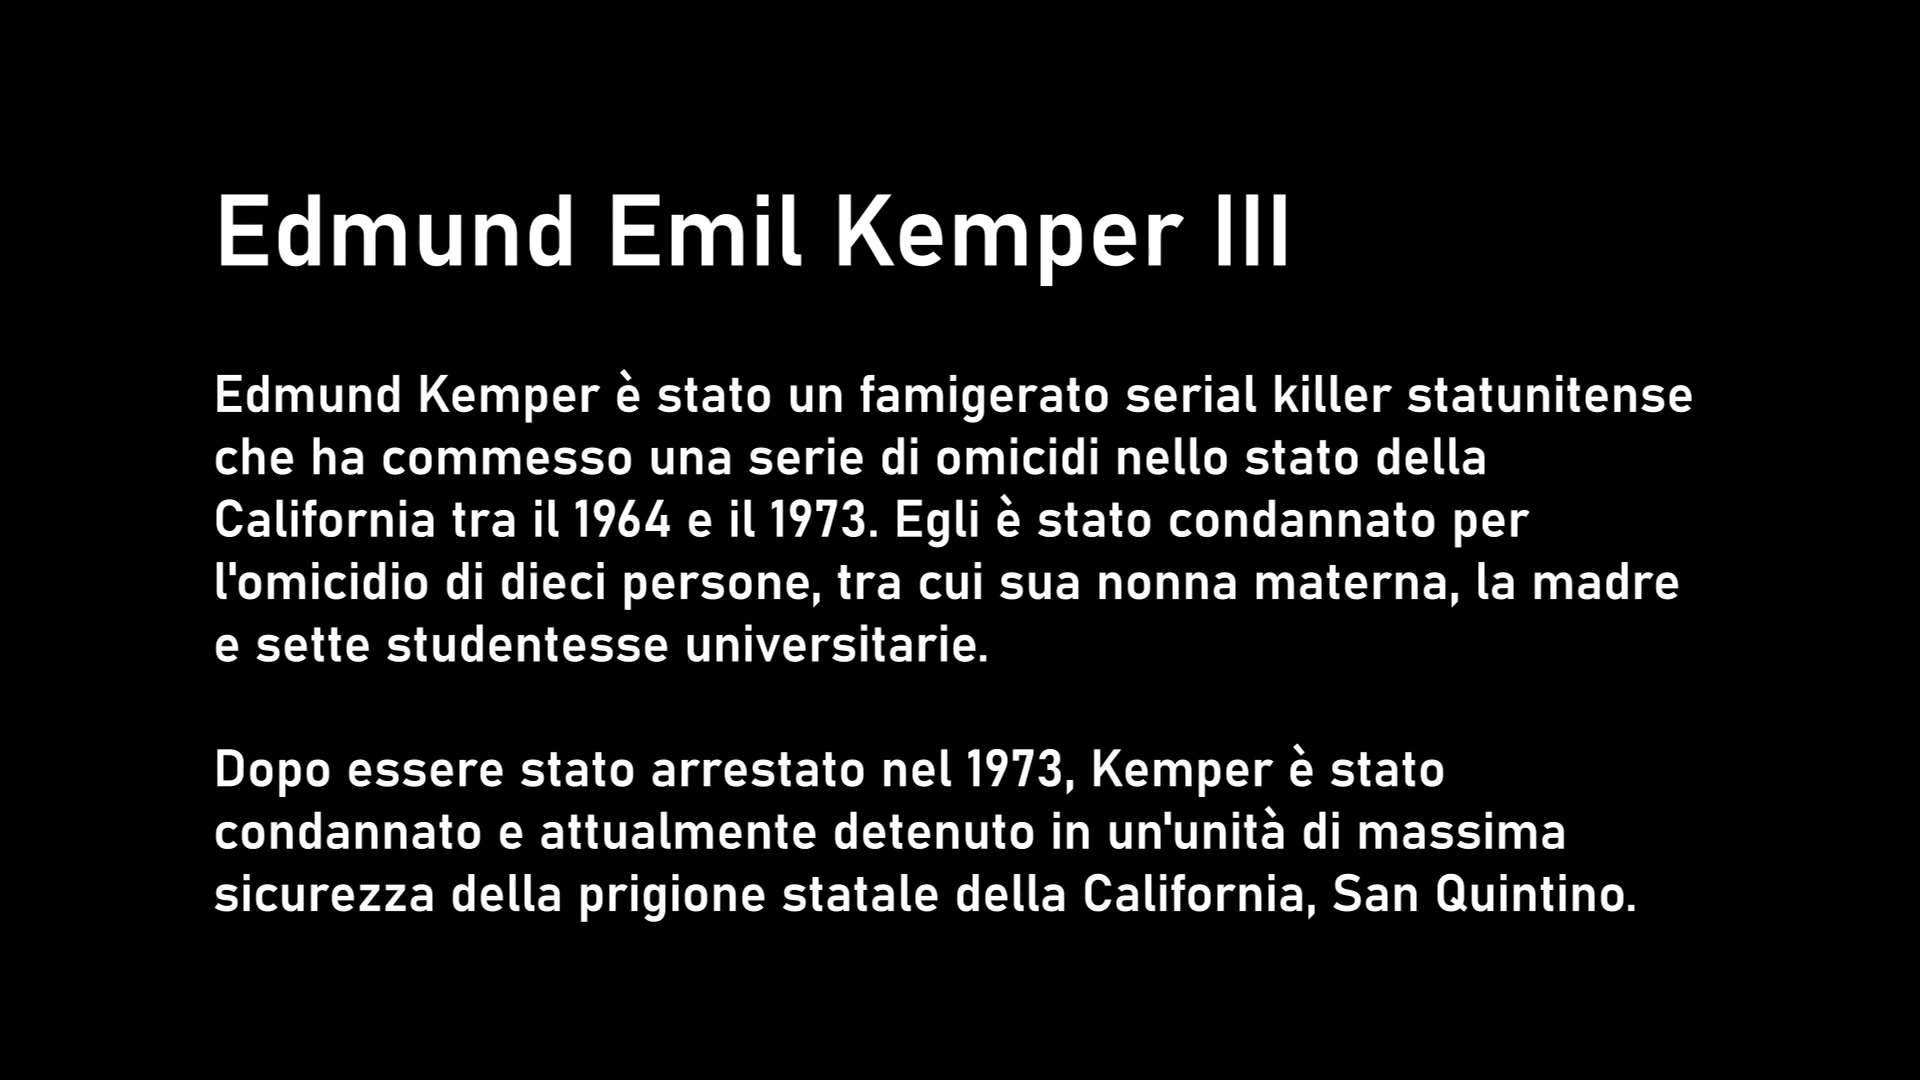 Edmund Emil Kemper III
Edmund Kemper è stato un famigerato serial killer statunitense
che ha commesso una serie di omicidi nello stato della
California tra il 1964 e il 1973. Egli è stato condannato per
l'omicidio di dieci persone, tra cui sua nonna materna, la madre
e sette studentesse universitarie.
Dopo essere stato arrestato nel 1973, Kemper è stato
condannato e attualmente detenuto in un'unità di massima
sicurezza della prigione statale della California, San Quintino.